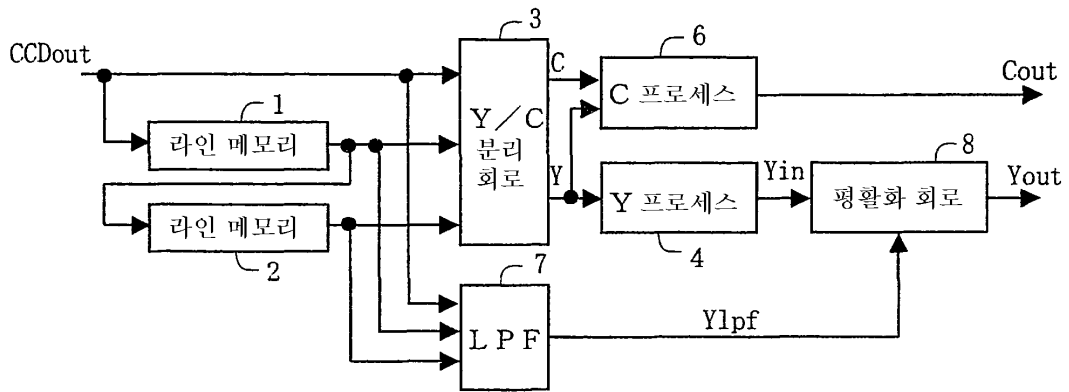 3
6
CCDout
C
C 프로세스
Cout
1
라인 메모리
Y/C
분리
회로
8
Y
Y 프로세스
Yin
평활화 회로
Yout
라인 메모리
4
2
7
LPF
Ylpf